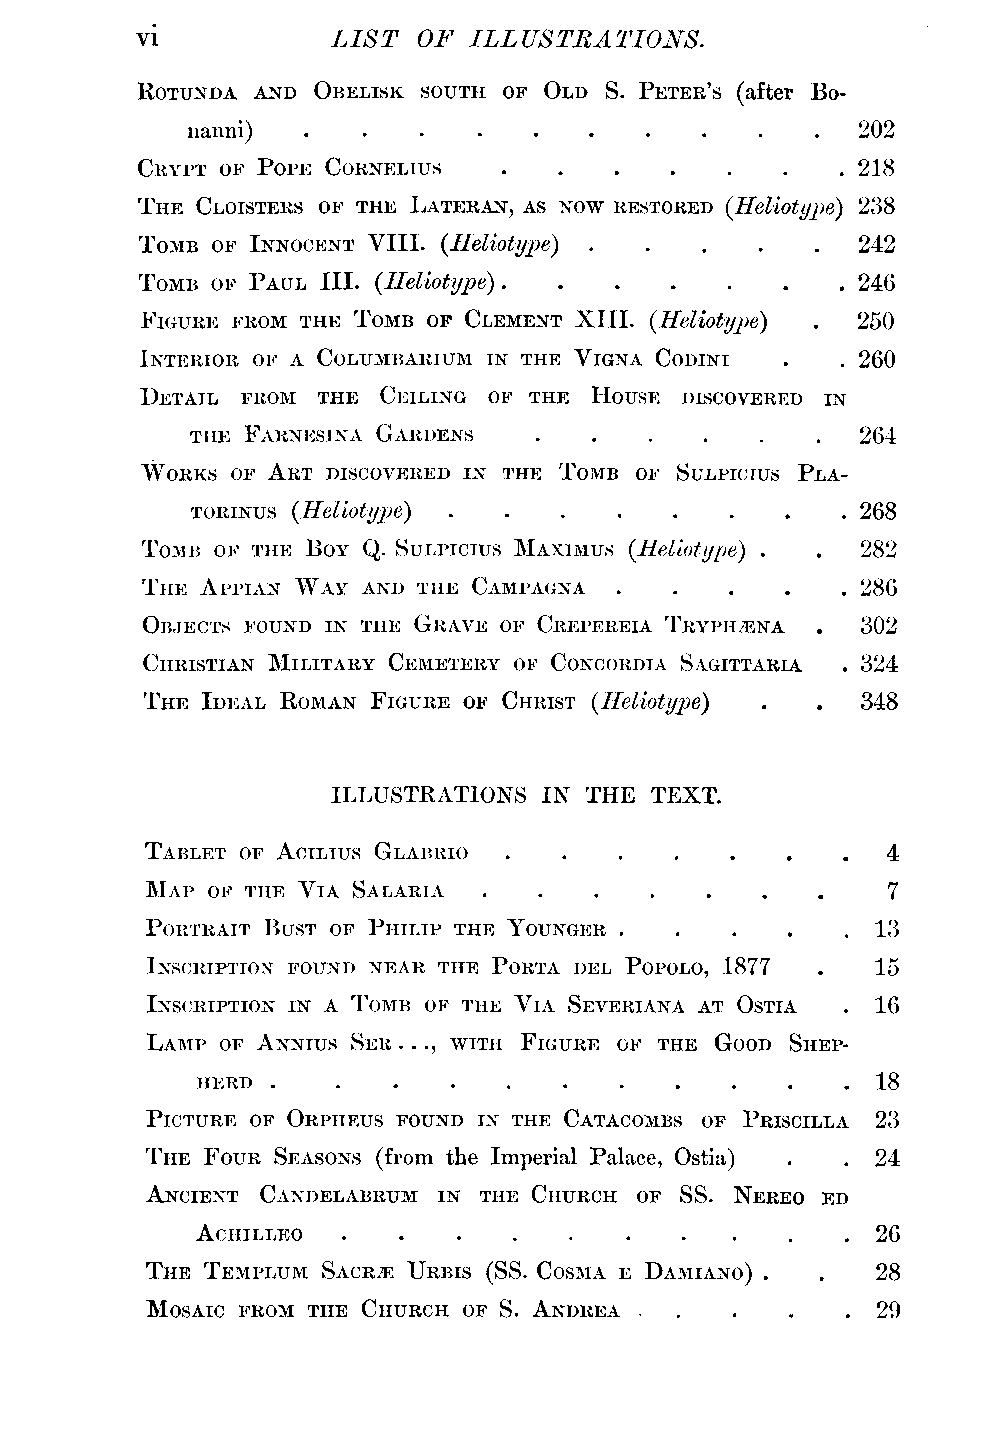 vi LIST OF ILLUSTRATIONS.
ROTUNDA AND OBELISK SOUTH OF OLD S. PETER'S (after Bo-
nanni) . . . . . . . . . . 202
CRYPT OF POPE CORNELIUS . . . . . . . 218
THE CLOISTERS OF THE LATERAN, AS NOW RESTORED (Heliotype) 238
TOMB OF INNOCENT VIII. (Heliotype) . . . . . 242
TOMB OF PAUL III. (Heliotype) . . . . . . . 246
FIGURE FROM THE TOMB OF CLEMENT XIII. (Heliotype) . 250
INTERIOR OF A COLUMBARIUM IN THE VIGNA CODINI . . 260
DETAIL FROM THE CEILING OF THE HOUSE DISCOVERED IN
THE FARNESINA GARDENS . . . . . . 264
WORKS OF ART DISCOVERED IN THE TOMB OF SULPICIUS PLA-
TORINUS (Heliotype) . . . . . . . . 268
TOMB OF THE BOY Q. SULPICIUS MAXIMUS (Heliotype) . . 282
THE APPIAN WAY AND THE CAMPAGNA . . . . . 286
OBJECTS FOUND IN THE GRAVE OF CREPEREIA TRYPHÆNA . 302
CHRISTIAN MILITARY CEMETERY OF CONCORDIA SAGITTARIA . 324
THE IDEAL ROMAN FIGURE OF CHRIST (Heliotype) . . 348
ILLUSTRATIONS IN THE TEXT.
TABLET OF ACILIUS GLABRIO . . . . . . . 4
MAP OF THE VIA SALARIA . . . . . . . 7
PORTRAIT BUST OF PHILIP THE YOUNGER . . . . . 13
INSCRIPTION FOUND NEAR THE PORTA DEL POPOLO, 1877 . 15
INSCRIPTION IN A TOMB OF THE VIA SEVERIANA AT OSTIA . 16
LAMP OF ANNIUS SER..., WITH FIGURE OF THE GOOD SHEP-
HERD . . . . . . . . . . . 18
PICTURE OF ORPHEUS FOUND IN THE CATACOMBS OF PRISCILLA 23
THE FOUR SEASONS (from the Imperial Palace, Ostia) . . 24
ANCIENT CANDELABRUM IN THE CHURCH OF SS. NEREO ED
ACHILLEO . . . . . . . . . . 26
THE TEMPLUM SACRÆ URBIS (SS. COSMA E DAMIANO) . . 28
MOSAIC FROM THE CHURCH OF S. ANDREA . . . . . 29